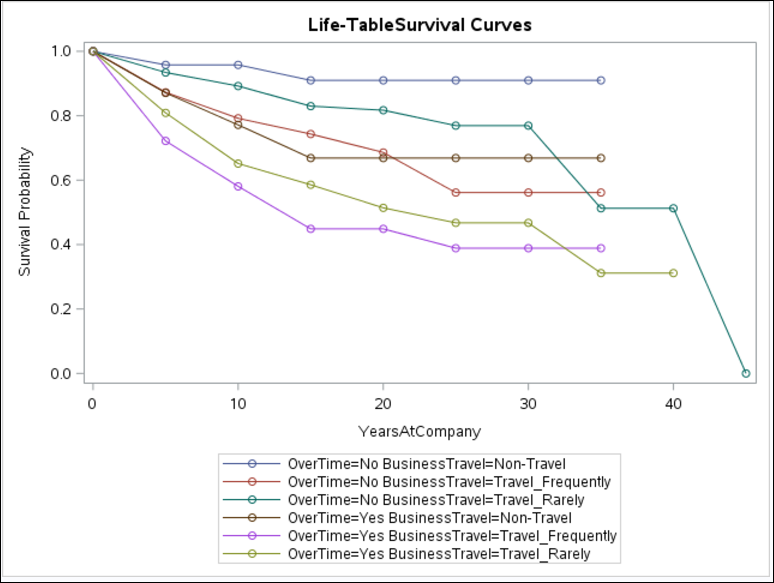 Life-TableSurvival Curves
1.0
0.8
0.6
0.4
0.2
0.0
Survival Probability
0 10 20 30 40
YearsAtCompany
OverTime=No BusinessTravel=Non-Travel
OverTime=No BusinessTravel=Travel_Frequently
OverTime=No BusinessTravel=Travel_Rarely
OverTime=Yes BusinessTravel=Non-Travel
OverTime=Yes BusinessTravel=Travel_Frequently
OverTime=Yes BusinessTravel=Travel_Rarely